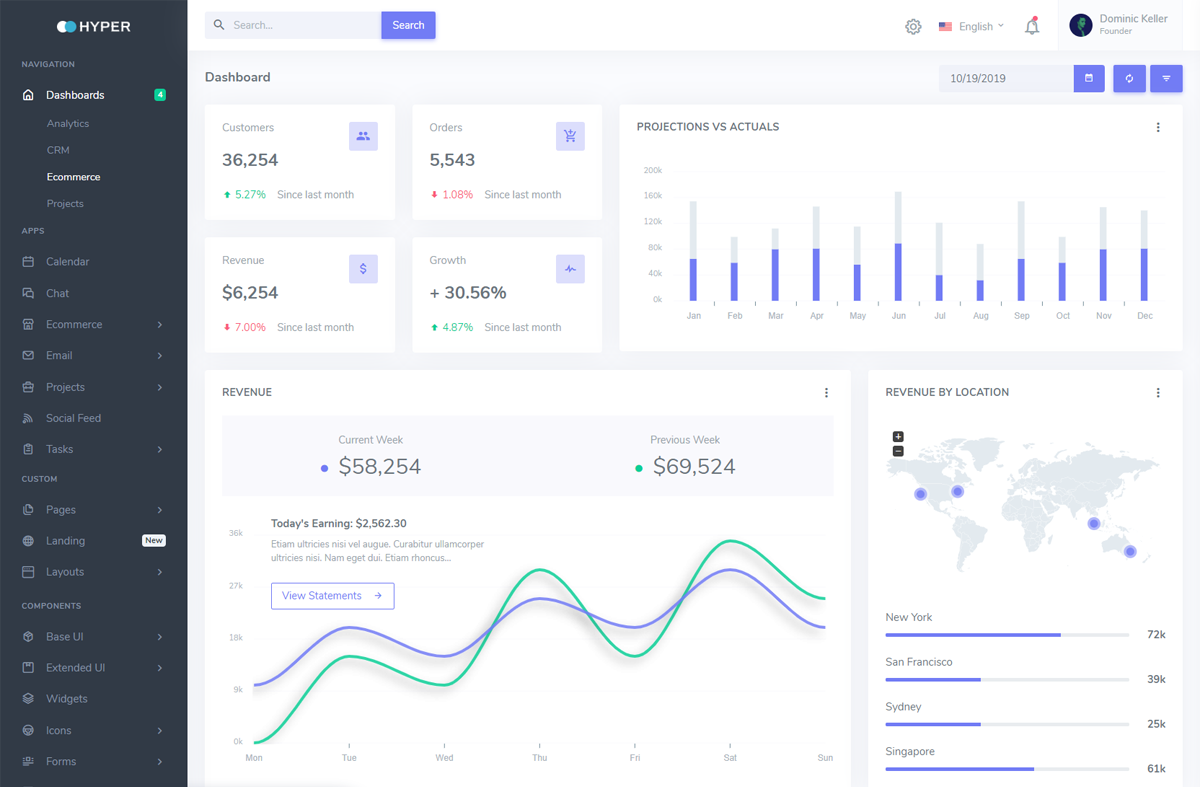 HYPER
NAVIGATION
Dashboards 4
Analytics
CRM
Ecommerce
Projects
APPS
Calendar
Chat
Ecommerce
Email
Projects
Social Feed
Tasks
CUSTOM
Pages
Landing New
Layouts
COMPONENTS
Base UI
Extended UI
Widgets
Icons
Forms
Search... Search
English
Dominic Keller
Founder
Dashboard
10/19/2019
Customers
36,254
5.27% Since last month
Orders
5,543
1.08% Since last month
Revenue
$
$6,254
7.00% Since last month
Growth
+ 30.56%
4.87% Since last month
PROJECTIONS VS ACTUALS
200k
160k
120k
80k
40k
0k
Jan Feb Mar Apr May Jun Jul Aug Sep Oct Nov Dec
REVENUE
Current Week
$58,254
Previous Week
$69,524
Today's Earning: $2,562.30
Etiam ultricies nisi vel augue. Curabitur ullamcorper
ultricies nisi. Nam eget dui. Etiam rhoncus...
View Statements
36k
27k
18k
9k
0k
Mon Tue Wed Thu Fri Sat Sun
REVENUE BY LOCATION
+
−
New York
72k
San Francisco
39k
Sydney
25k
Singapore
61k